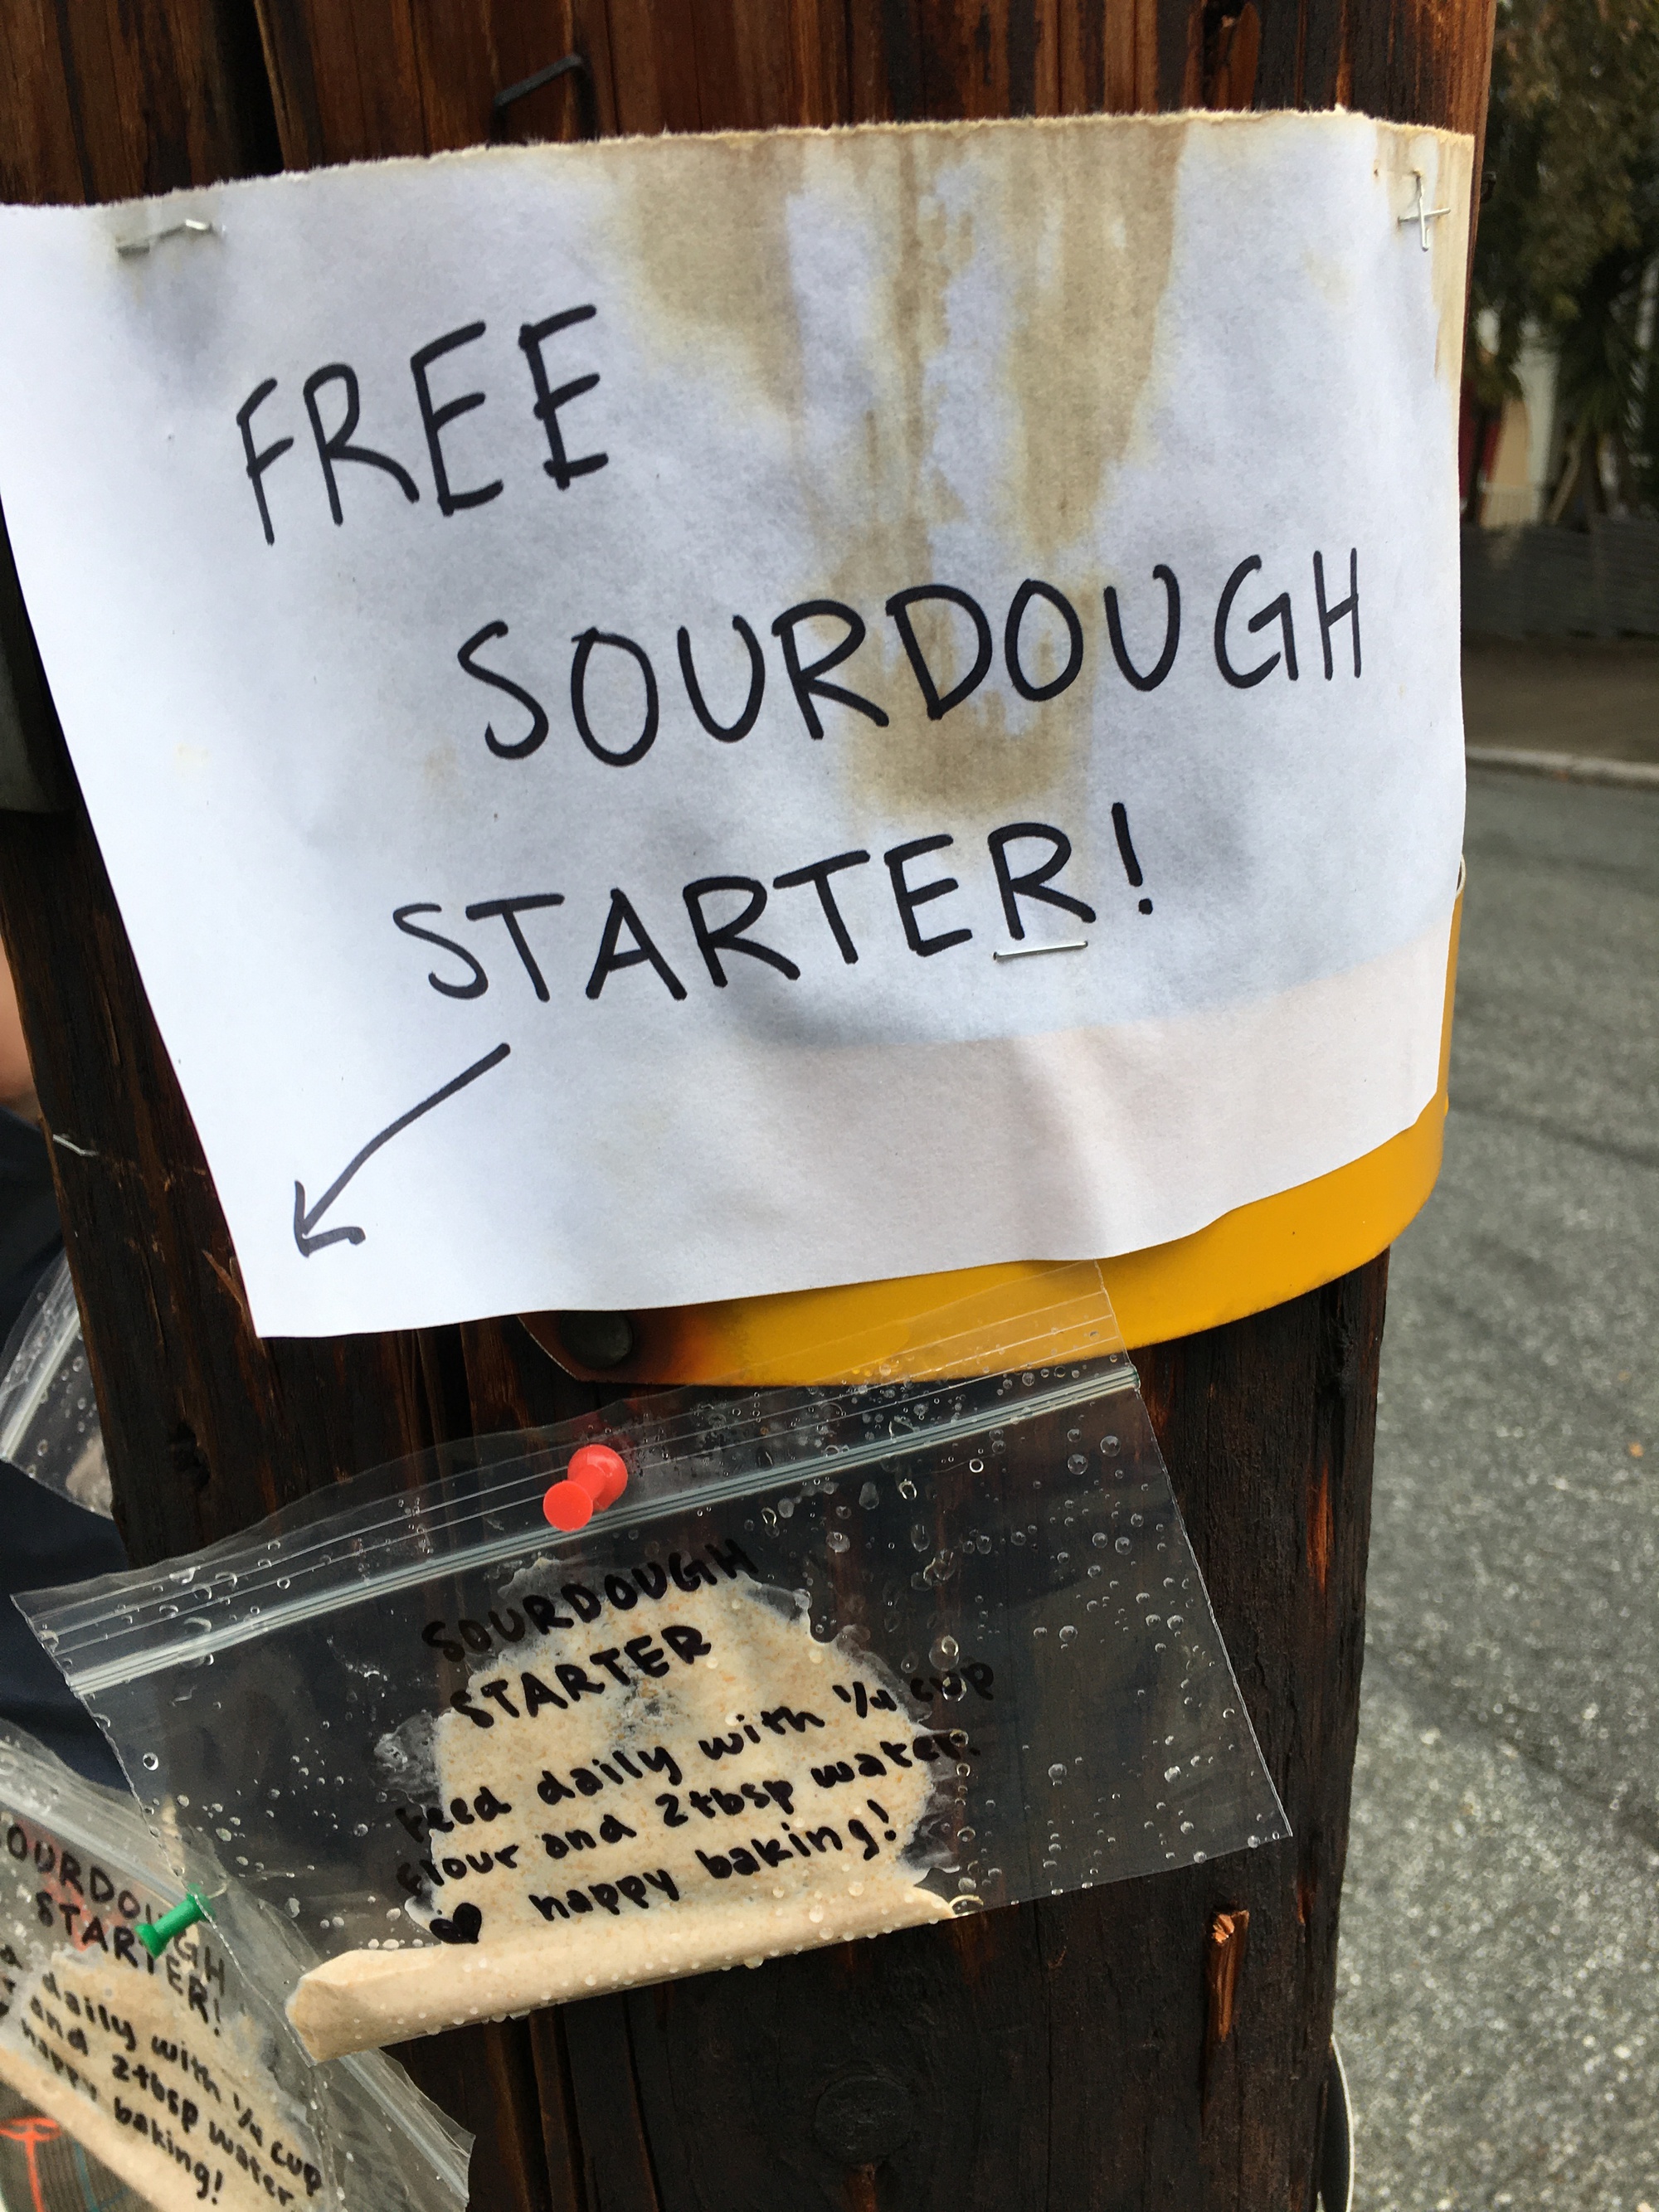 FREE
SOURDOUGH
STARTER!
SOURDOUGH
STARTER
feed daily with 1/4 cup
flour and 2tbsp water.
♥ happy baking!
OURDOUGH
STARTER!
daily with 1/4 cup
and 2tbsp water
happy baking!